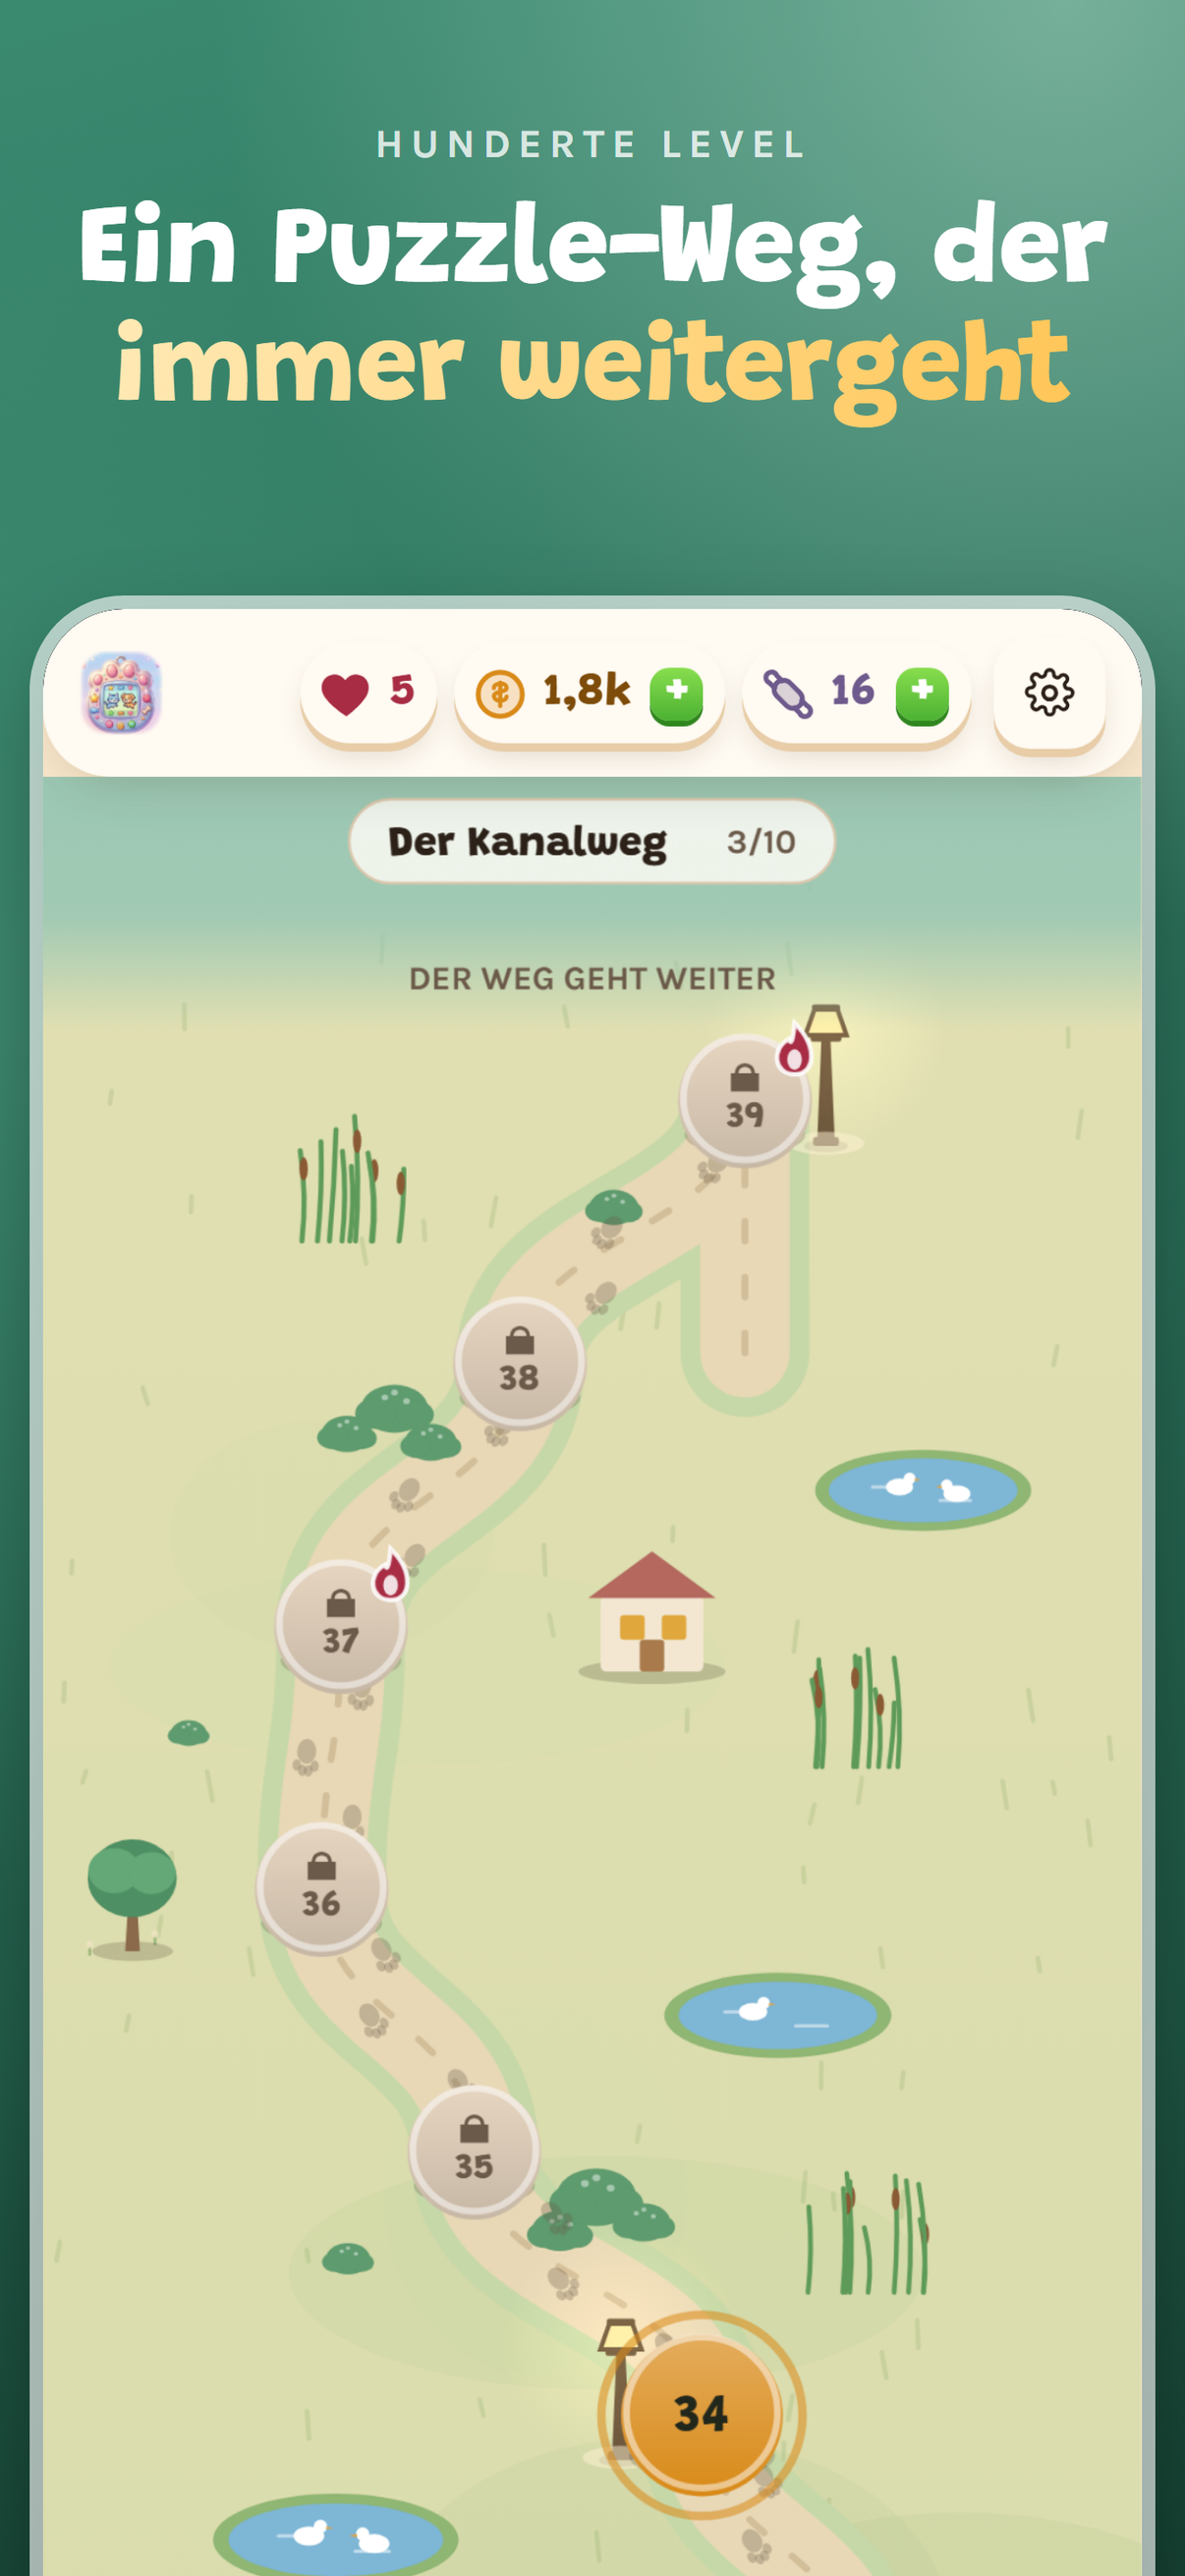 HUNDERTE LEVEL
Ein Puzzle-Weg, der
immer weitergeht
5 1,8k + 16 +
Der Kanalweg 3/10
DER WEG GEHT WEITER
39
38
37
36
35
34